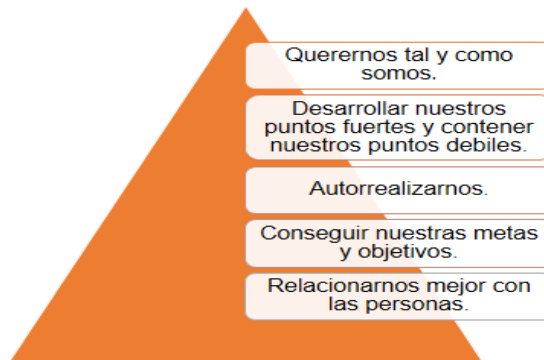 Querernos tal y como
somos.
Desarrollar nuestros
puntos fuertes y contener
nuestros puntos debiles.
Autorrealizarnos.
Conseguir nuestras metas
y objetivos.
Relacionarnos mejor con
las personas.